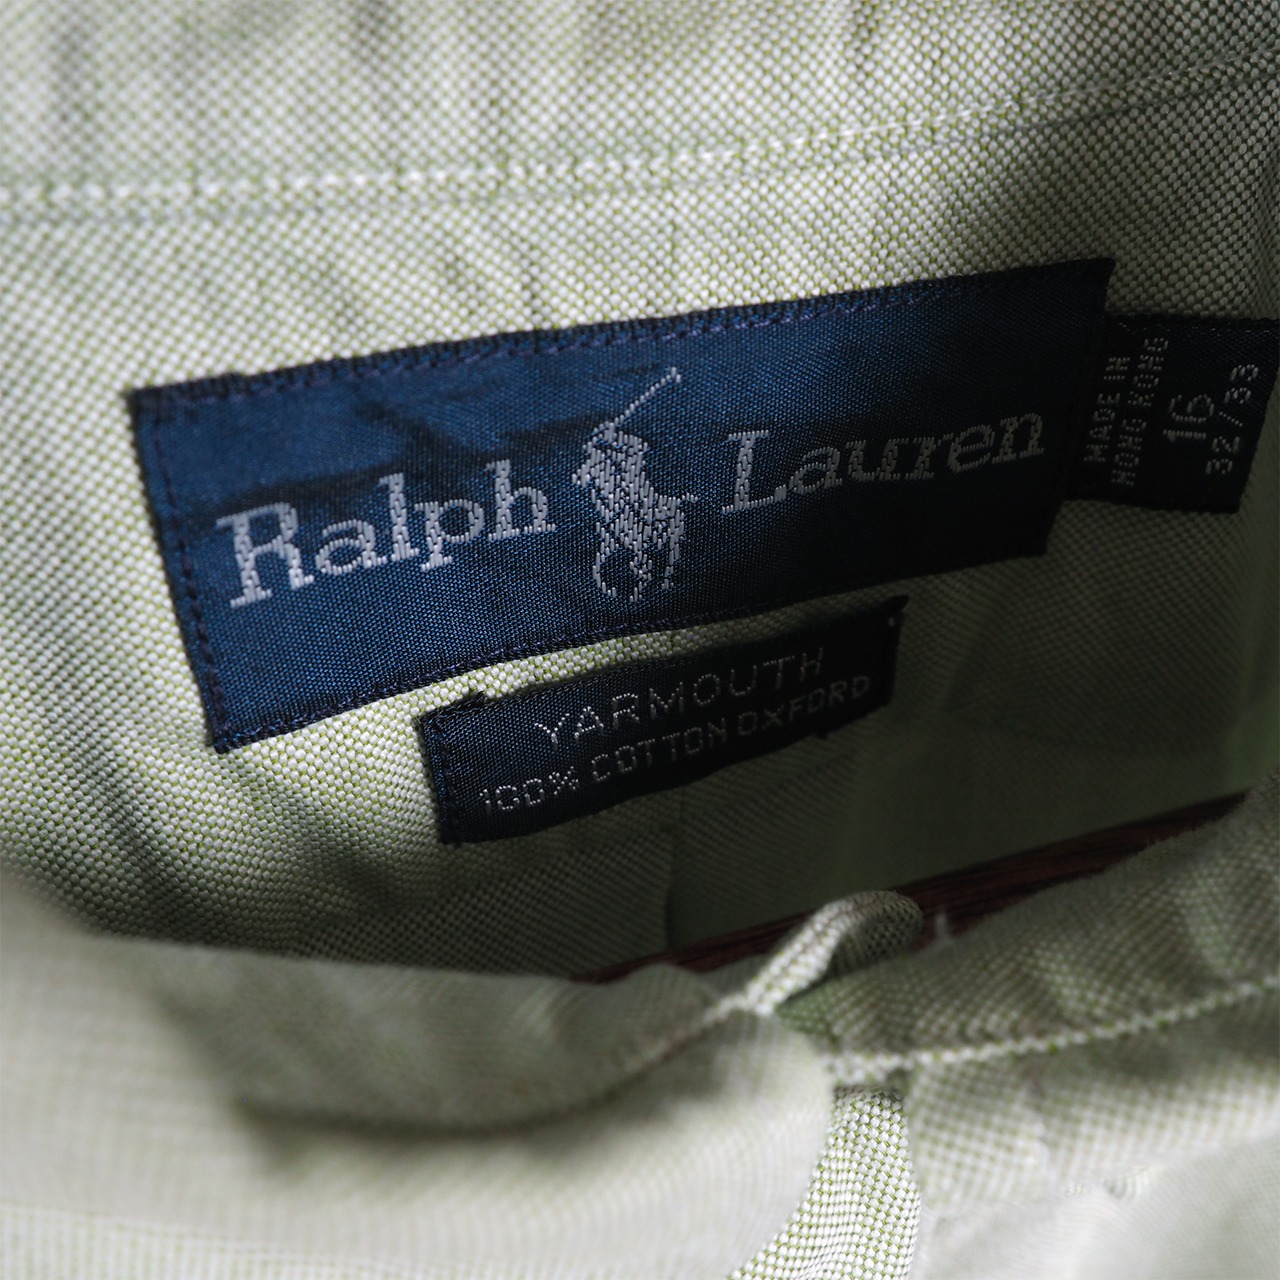 Ralph Lauren
MADE IN
HONG KONG
16
32/33
YARMOUTH
100% COTTON OXFORD